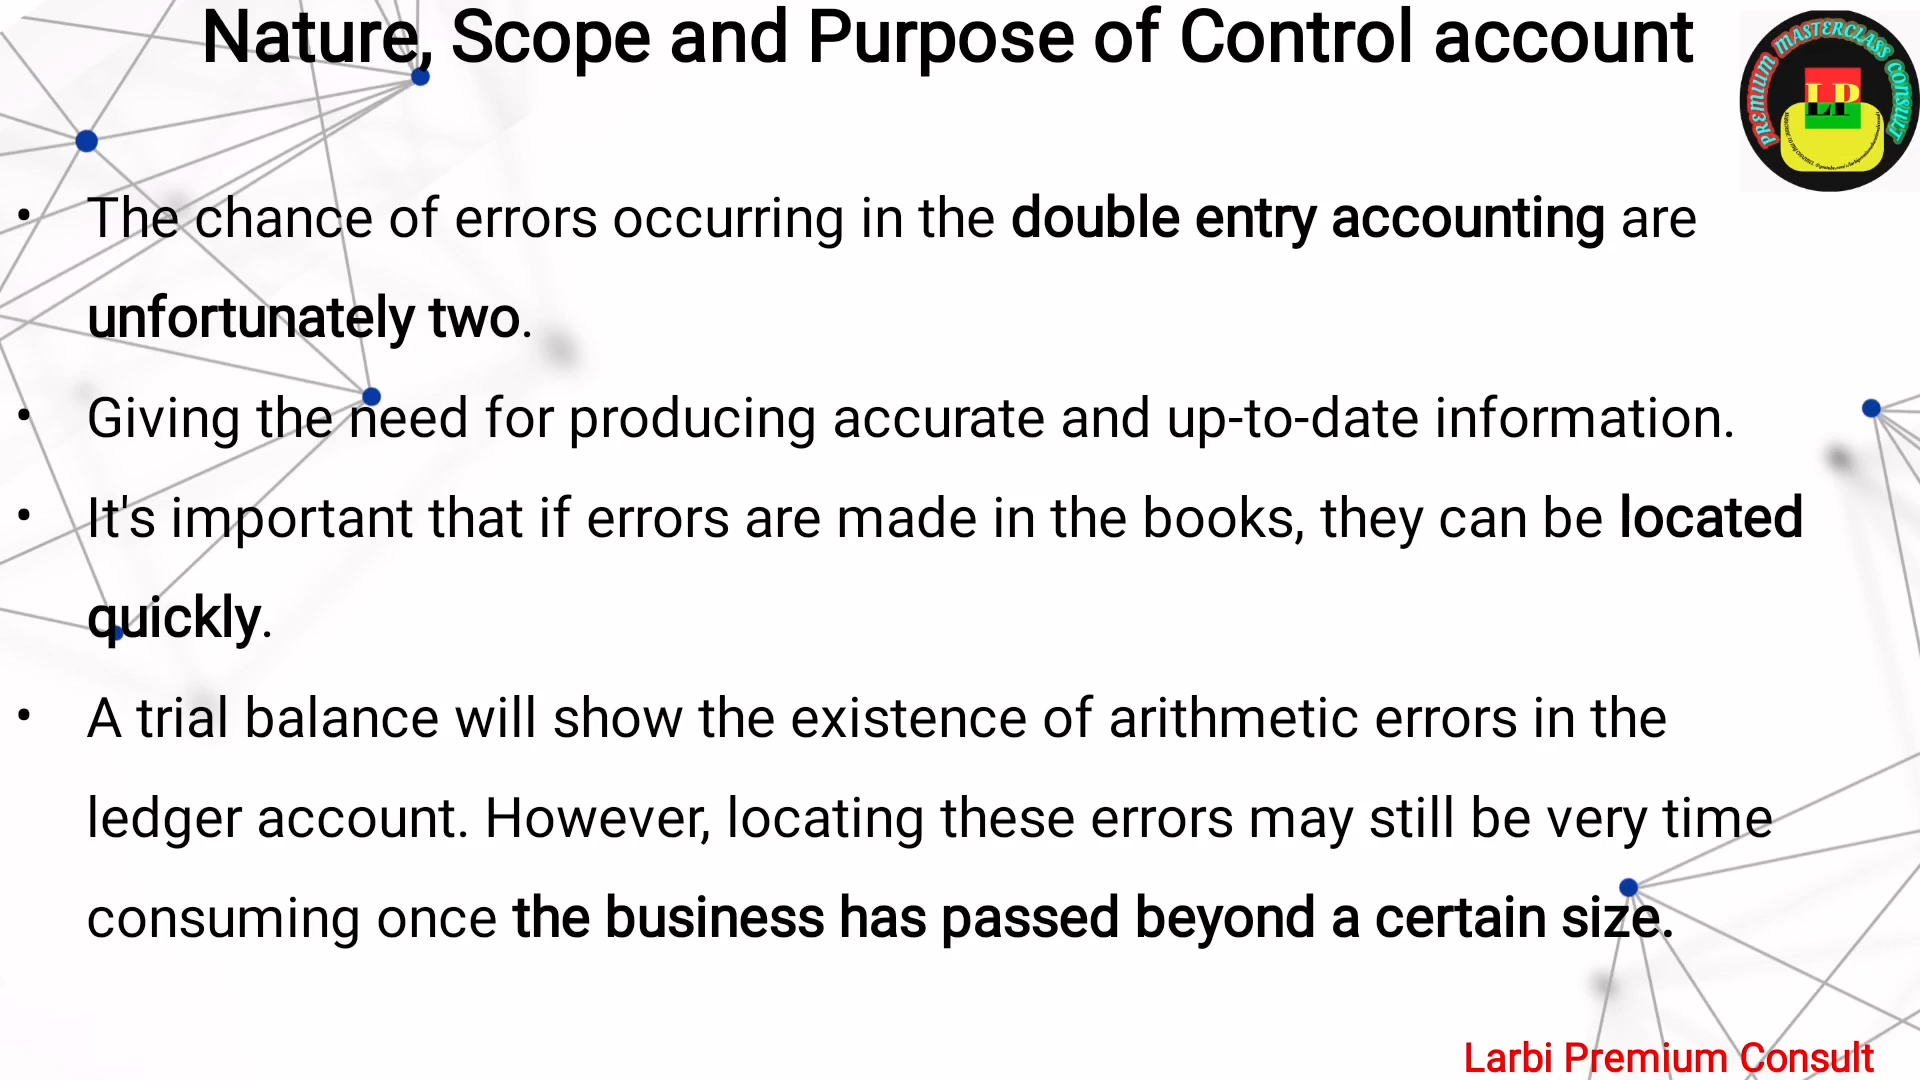 Nature, Scope and Purpose of Control account
PREMIUM MASTERCLASS CONSULT
LP
• The chance of errors occurring in the double entry accounting are
unfortunately two.
• Giving the need for producing accurate and up-to-date information.
• It's important that if errors are made in the books, they can be located
quickly.
• A trial balance will show the existence of arithmetic errors in the
ledger account. However, locating these errors may still be very time
consuming once the business has passed beyond a certain size.
Larbi Premium Consult